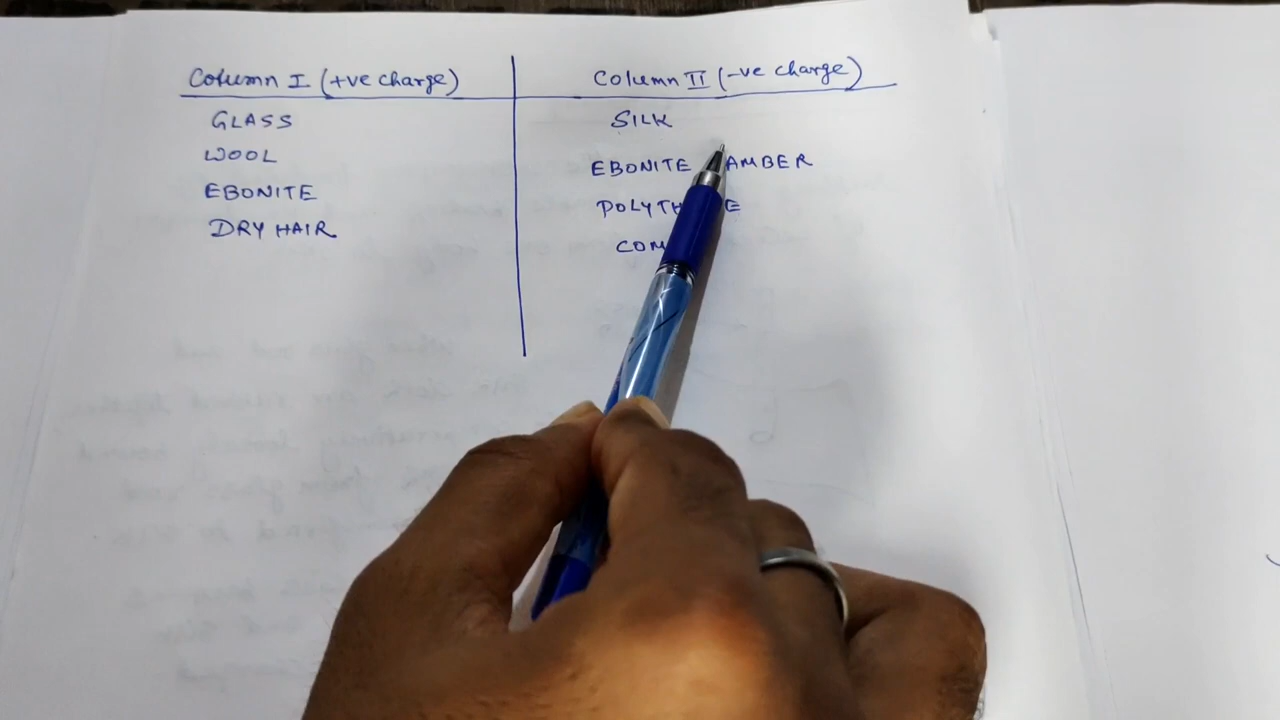 Column I (+ve charge) Column II (-ve charge)
GLASS SILK
WOOL EBONITE AMBER
EBONITE
DRY HAIR